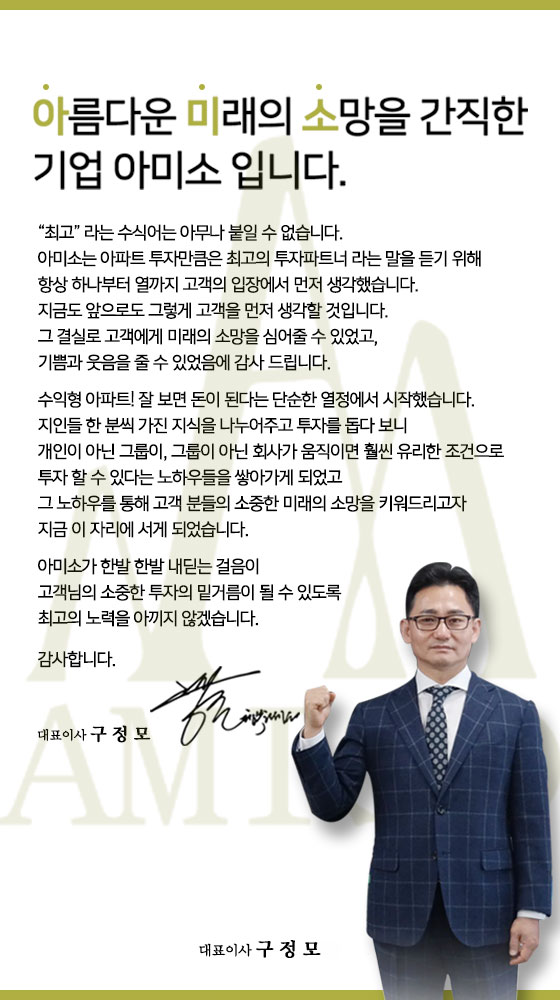 아름다운 미래의 소망을 간직한
기업 아미소 입니다.
“최고” 라는 수식어는 아무나 붙일 수 없습니다.
아미소는 아파트 투자만큼은 최고의 투자파트너 라는 말을 듣기 위해
항상 하나부터 열까지 고객의 입장에서 먼저 생각했습니다.
지금도 앞으로도 그렇게 고객을 먼저 생각할 것입니다.
그 결실로 고객에게 미래의 소망을 심어줄 수 있었고,
기쁨과 웃음을 줄 수 있었음에 감사 드립니다.
수익형 아파트! 잘 보면 돈이 된다는 단순한 열정에서 시작했습니다.
지인들 한 분씩 가진 지식을 나누어주고 투자를 돕다 보니
개인이 아닌 그룹이, 그룹이 아닌 회사가 움직이면 훨씬 유리한 조건으로
투자 할 수 있다는 노하우들을 쌓아가게 되었고
그 노하우를 통해 고객 분들의 소중한 미래의 소망을 키워드리고자
지금 이 자리에 서게 되었습니다.
아미소가 한발 한발 내딛는 걸음이
고객님의 소중한 투자의 밑거름이 될 수 있도록
최고의 노력을 아끼지 않겠습니다.
감사합니다.
대표이사 구 정 모
대표이사 구 정 모